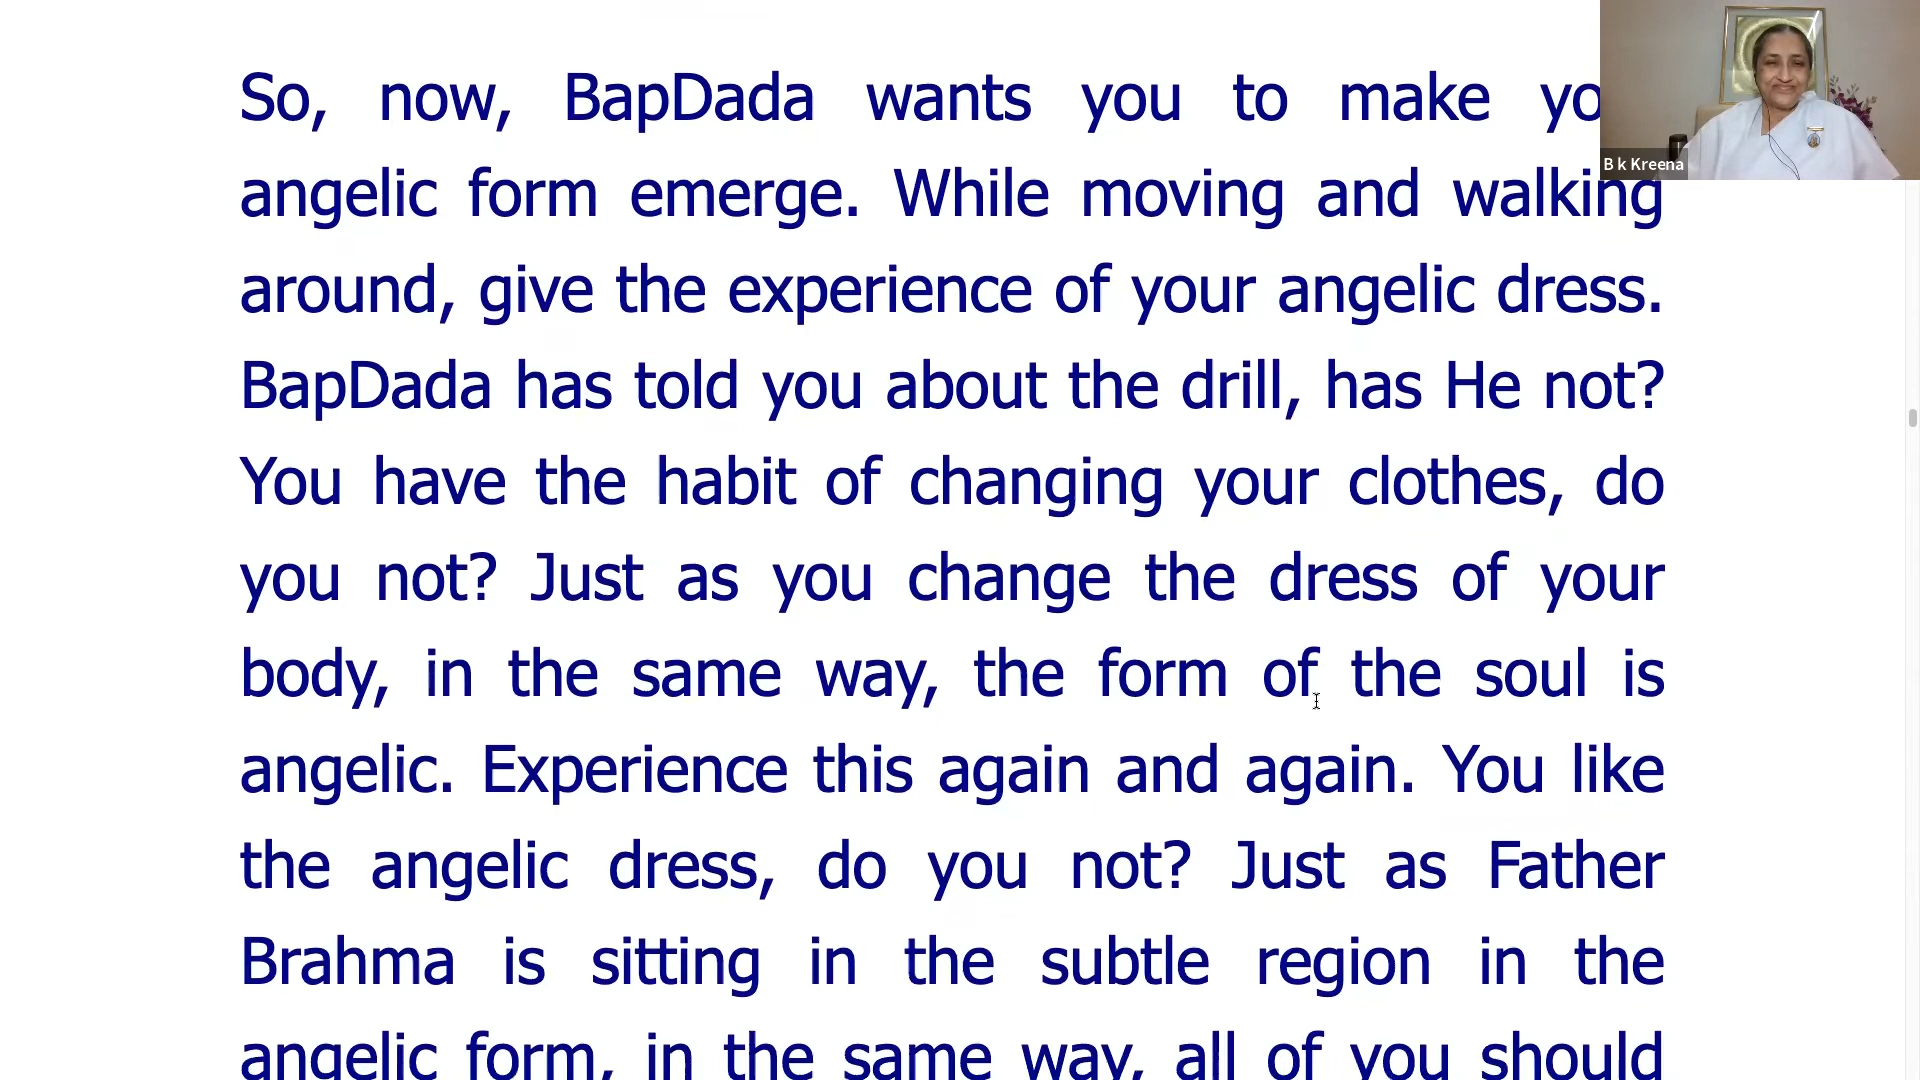 So, now, BapDada wants you to make
angelic form emerge. While moving and walking
around, give the experience of your angelic dress.
BapDada has told you about the drill, has He not?
You have the habit of changing your clothes, do
you not? Just as you change the dress of your
body, in the same way, the form of the soul is
angelic. Experience this again and again. You like
the angelic dress, do you not? Just as Father
Brahma is sitting in the subtle region in the
angelic form, in the same way, all of you should
B k Kreena